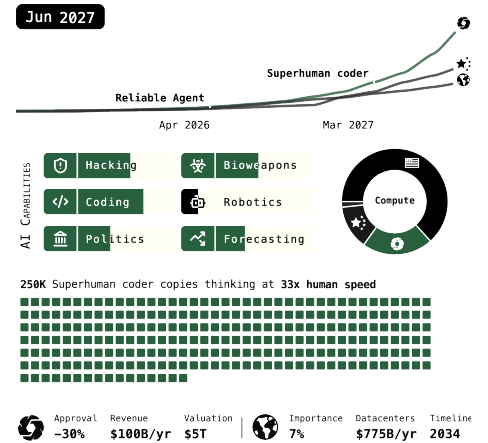 Jun 2027
Superhuman coder
Reliable Agent
Apr 2026 Mar 2027
AI Capabilities
Hacking Bioweapons
Coding Robotics
Politics Forecasting
Compute
250K Superhuman coder copies thinking at 33x human speed
Approval Revenue Valuation Importance Datacenters Timeline
-30% $100B/yr $5T 7% $775B/yr 2034